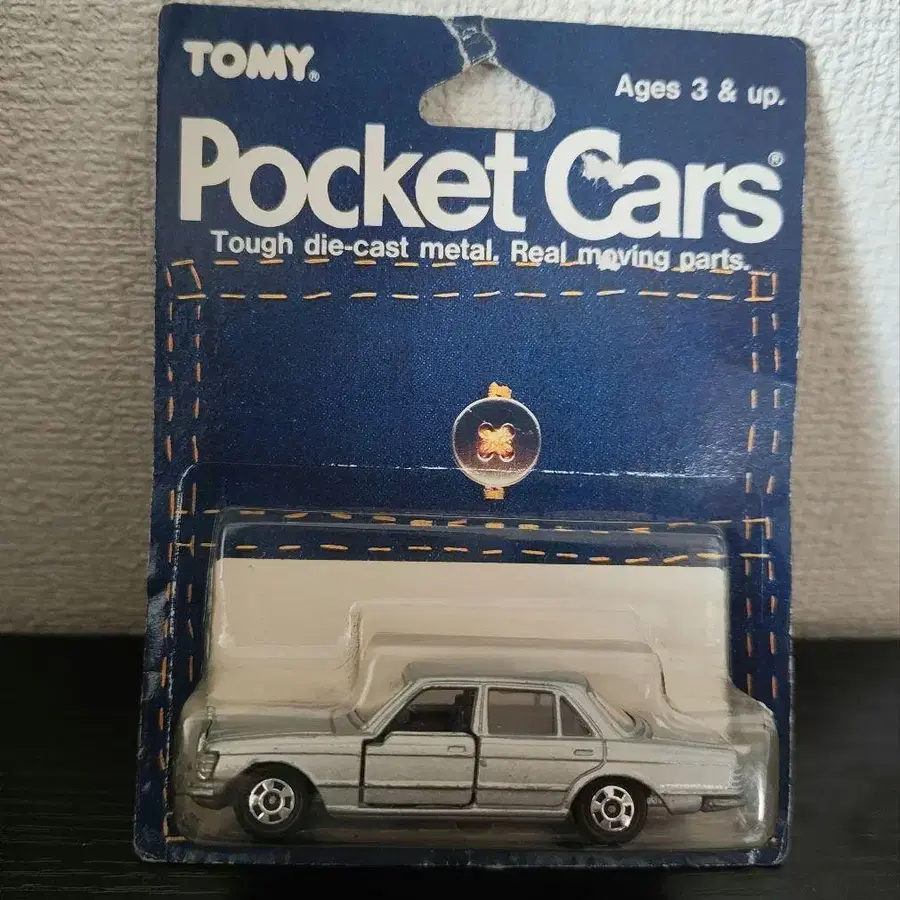 TOMY®
Ages 3 & up.
Pocket Cars®
Tough die-cast metal. Real moving parts.